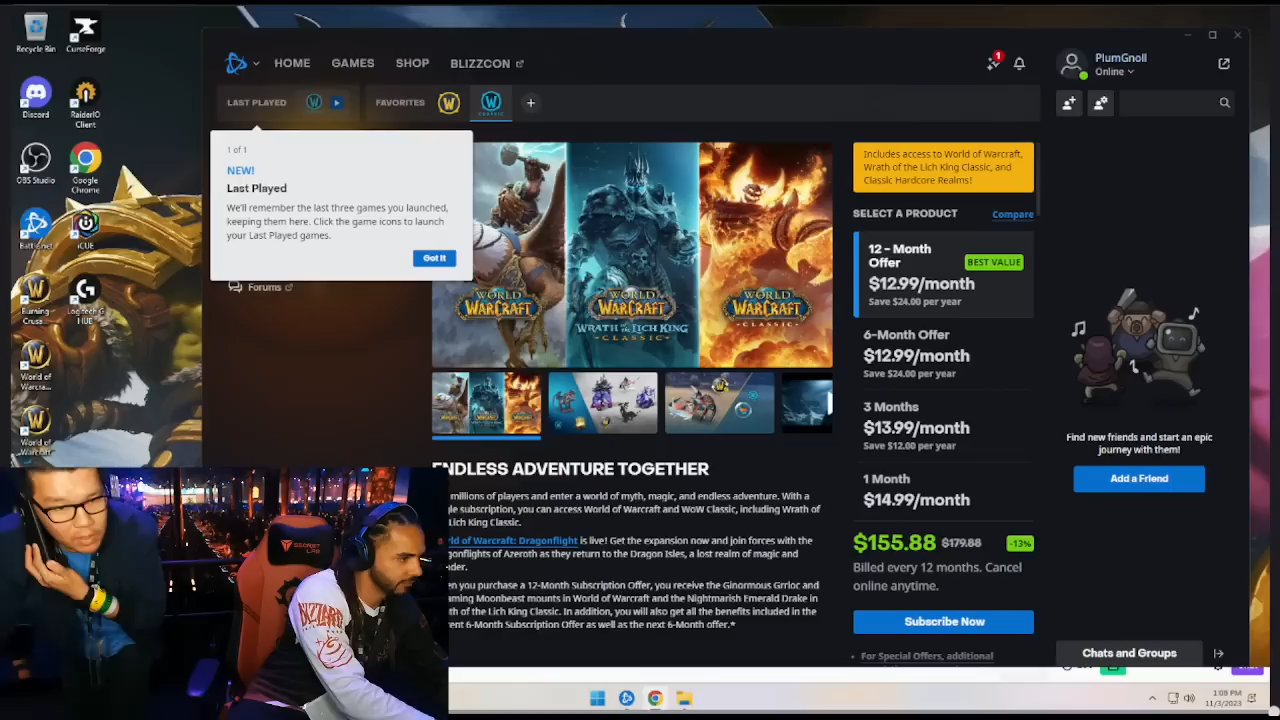 Recycle Bin
CurseForge
Discord
RaiderIO
Client
OBS Studio
Google
Chrome
Battle.net
iCUE
Burning
Crus...
Logitech G
HUB
World of
Warcra...
World of
Warcraft
HOME
GAMES
SHOP
BLIZZCON
1
PlumGnoll
Online
LAST PLAYED
FAVORITES
CLASSIC
+
1 of 1
NEW!
Last Played
We'll remember the last three games you launched,
keeping them here. Click the game icons to launch
your Last Played games.
Got It
Forums
WORLD
WARCRAFT
WORLD
WARCRAFT
WRATH OF THE LICH KING
CLASSIC
WORLD
WARCRAFT
CLASSIC
ENDLESS ADVENTURE TOGETHER
millions of players and enter a world of myth, magic, and endless adventure. With a
subscription, you can access World of Warcraft and WoW Classic, including Wrath of
Lich King Classic.
of Warcraft: Dragonflight is live! Get the expansion now and join forces with the
of Azeroth as they return to the Dragon Isles, a lost realm of magic and
you purchase a 12-Month Subscription Offer, you receive the Ginormous Grrloc and
Moonbeast mounts in World of Warcraft and the Nightmarish Emerald Drake in
of the Lich King Classic. In addition, you will also get all the benefits included in the
6-Month Subscription Offer as well as the next 6-Month offer.*
Includes access to World of Warcraft,
Wrath of the Lich King Classic, and
Classic Hardcore Realms!
SELECT A PRODUCT
Compare
12 - Month
Offer
BEST VALUE
$12.99/month
Save $24.00 per year
6-Month Offer
$12.99/month
Save $24.00 per year
3 Months
$13.99/month
Save $12.00 per year
1 Month
$14.99/month
$155.88 $179.88 -13%
Billed every 12 months. Cancel
online anytime.
Subscribe Now
• For Special Offers, additional
Find new friends and start an epic
journey with them!
Add a Friend
Chats and Groups
SECRETLAB
BLIZZARD
1:08 PM
11/3/2023